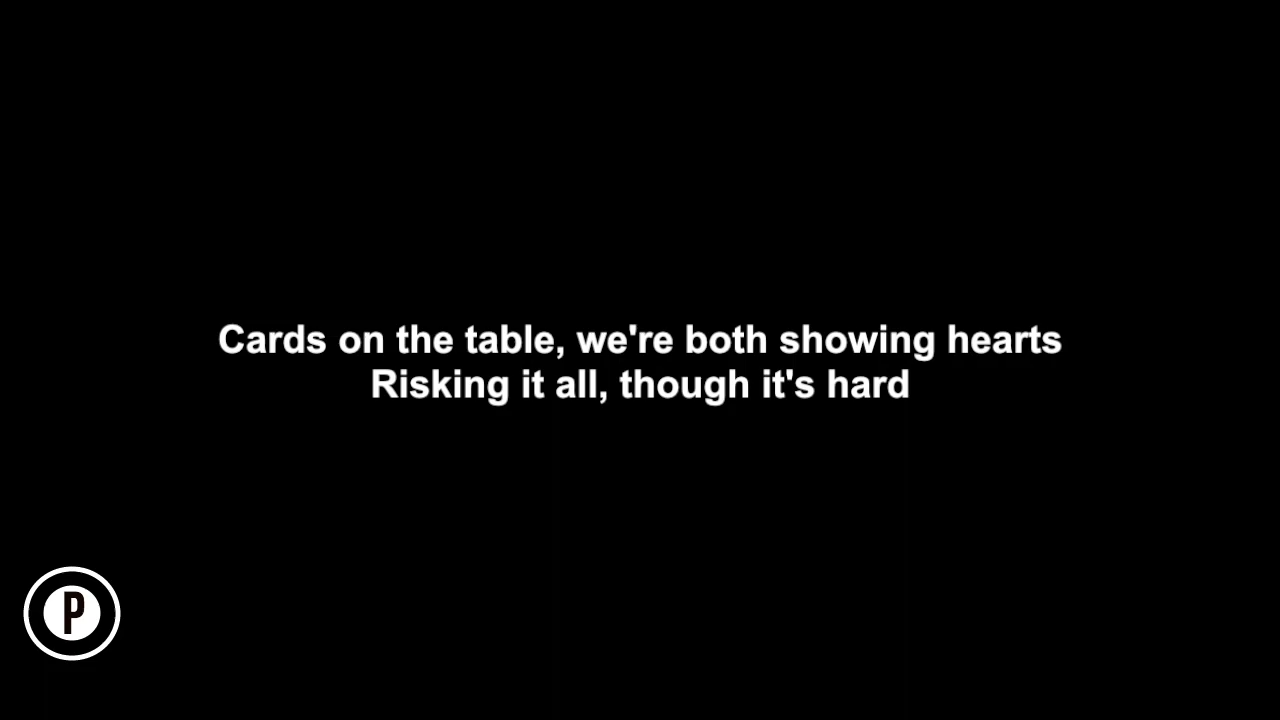 Cards on the table, we're both showing hearts
Risking it all, though it's hard
P